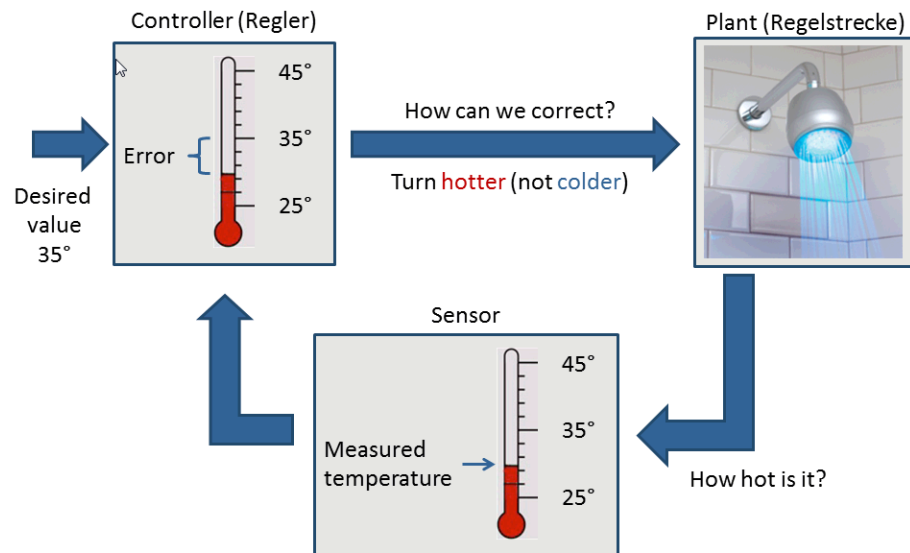 Controller (Regler)
Plant (Regelstrecke)
45°
35°
25°
Error
Desired
value
35°
How can we correct?
Turn hotter (not colder)
Sensor
45°
35°
25°
Measured
temperature
How hot is it?